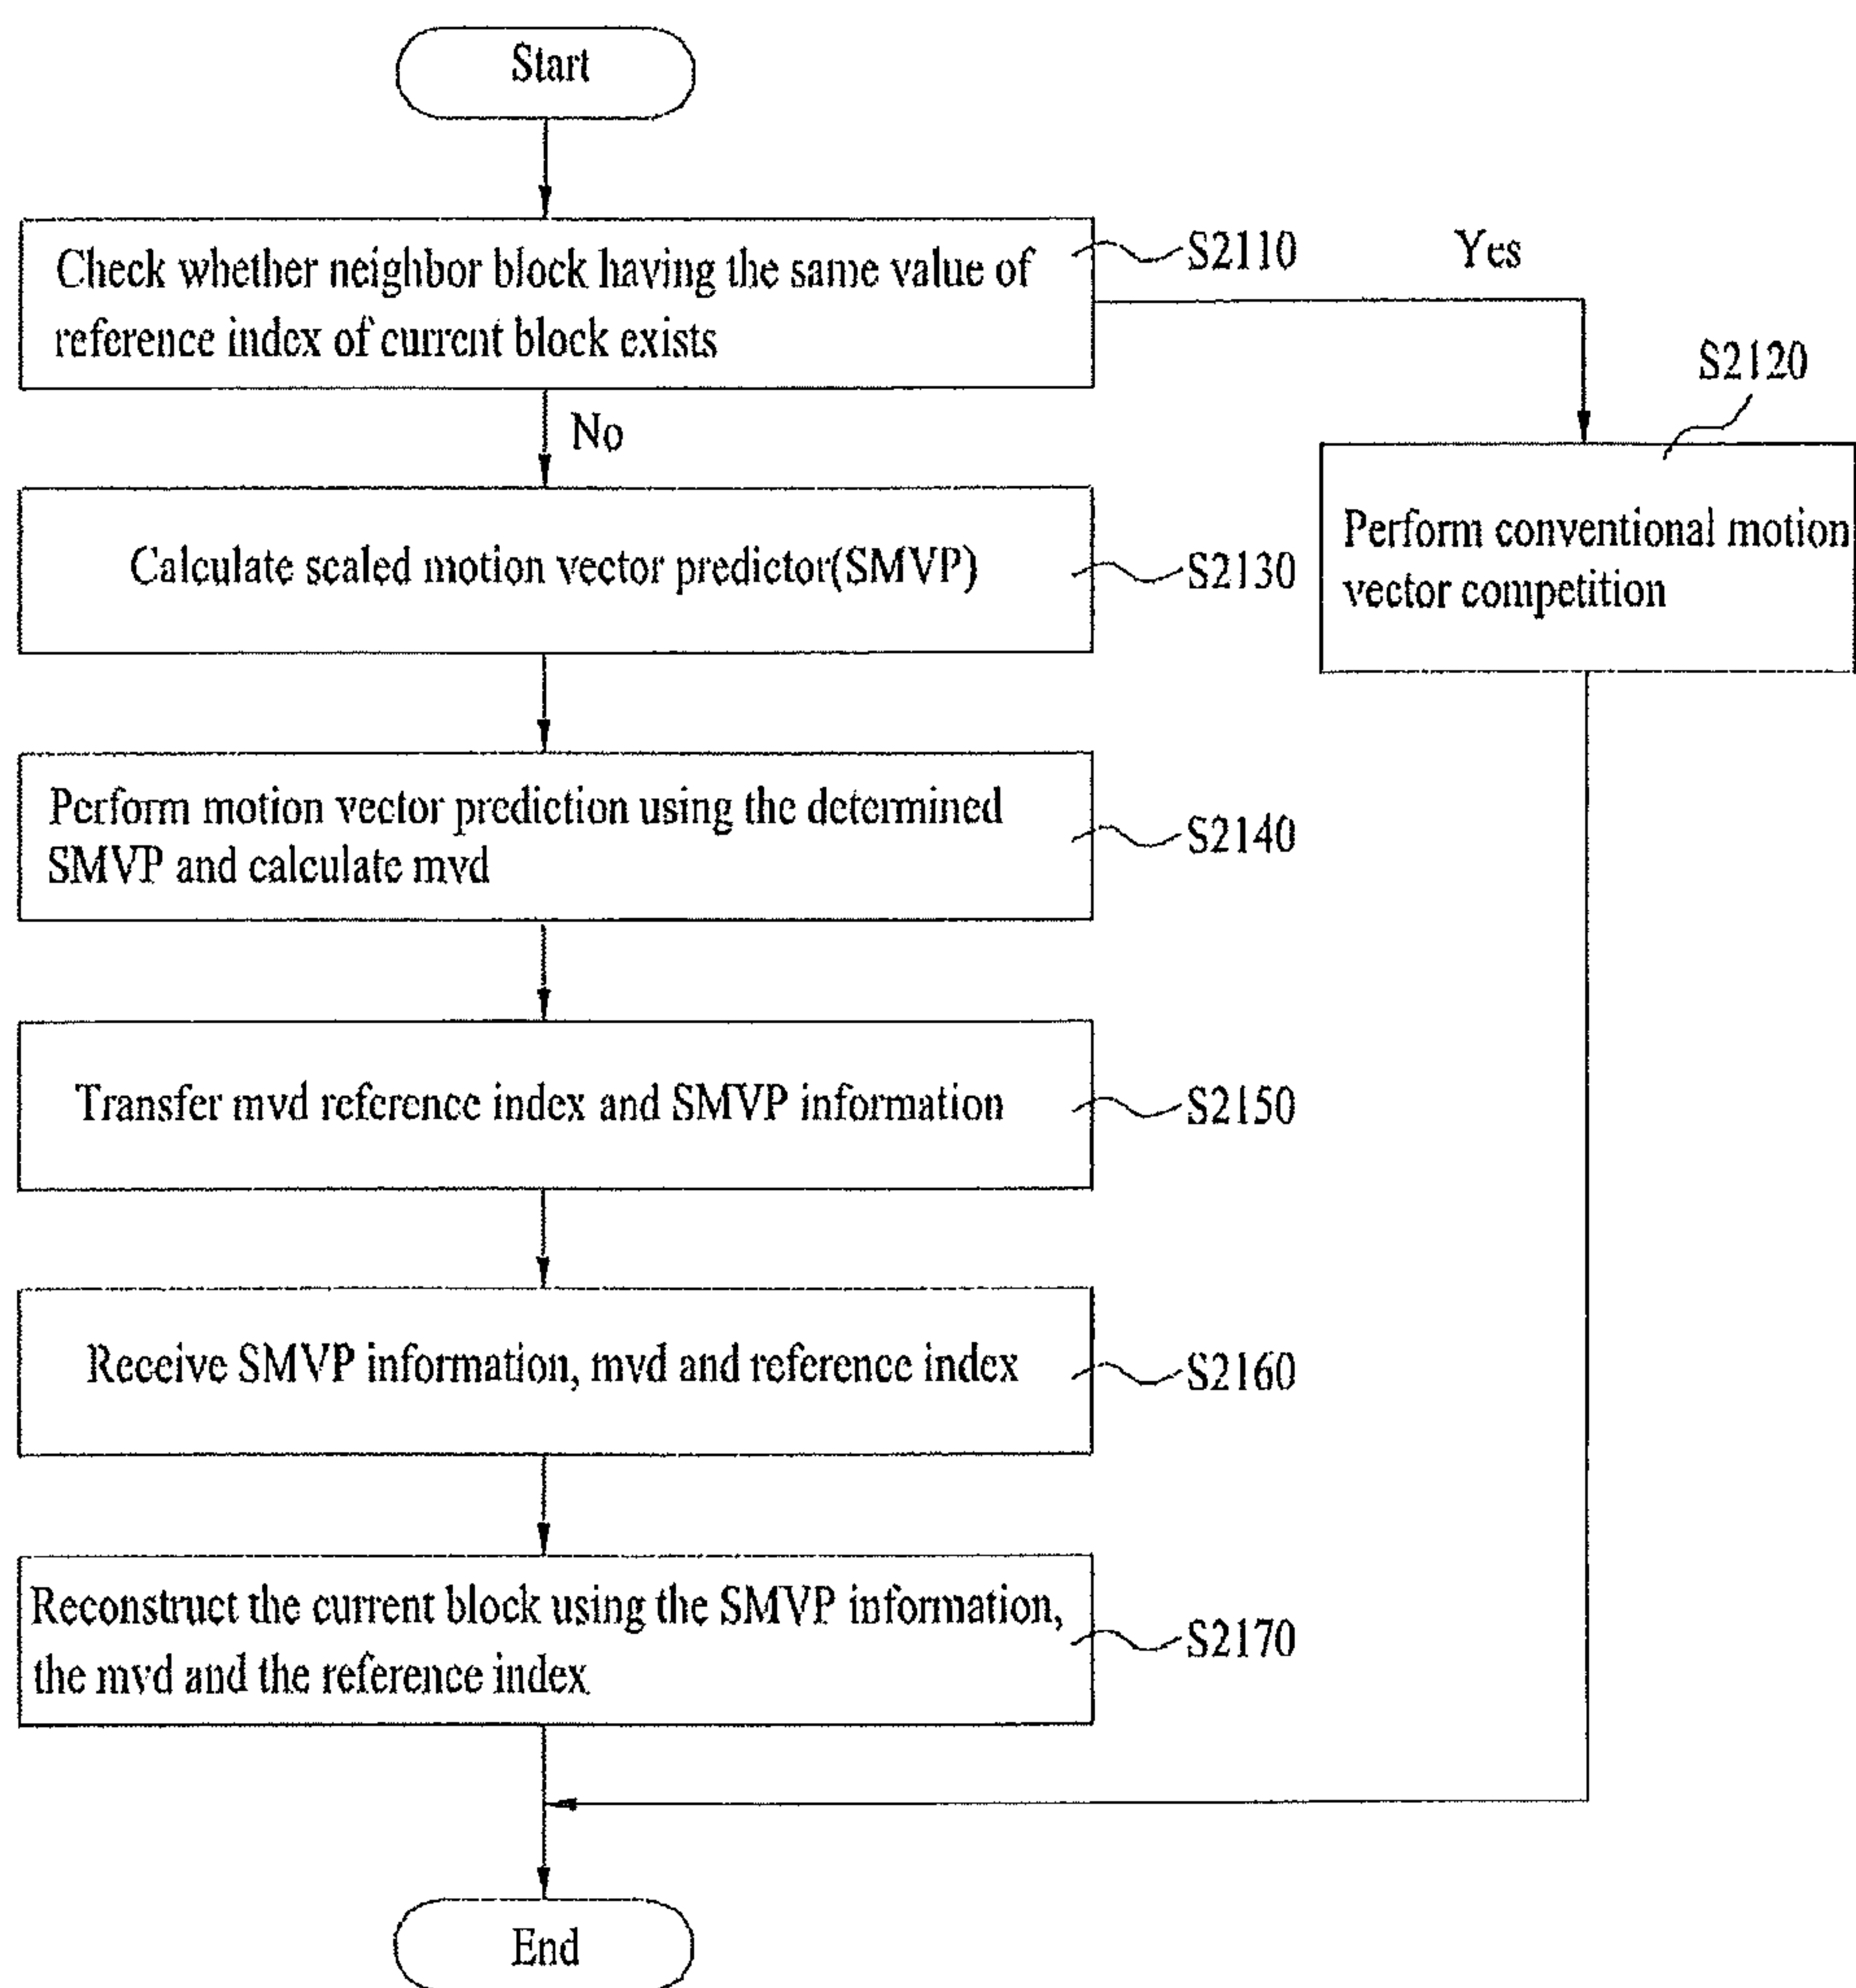 Start
Check whether neighbor block having the same value of
reference index of current block exists
S2110
Yes
No
S2120
Perform conventional motion
vector competition
Calculate scaled motion vector predictor(SMVP)
S2130
Perform motion vector prediction using the determined
SMVP and calculate mvd
S2140
Transfer mvd reference index and SMVP information
S2150
Receive SMVP information, mvd and reference index
S2160
Reconstruct the current block using the SMVP information,
the mvd and the reference index
S2170
End